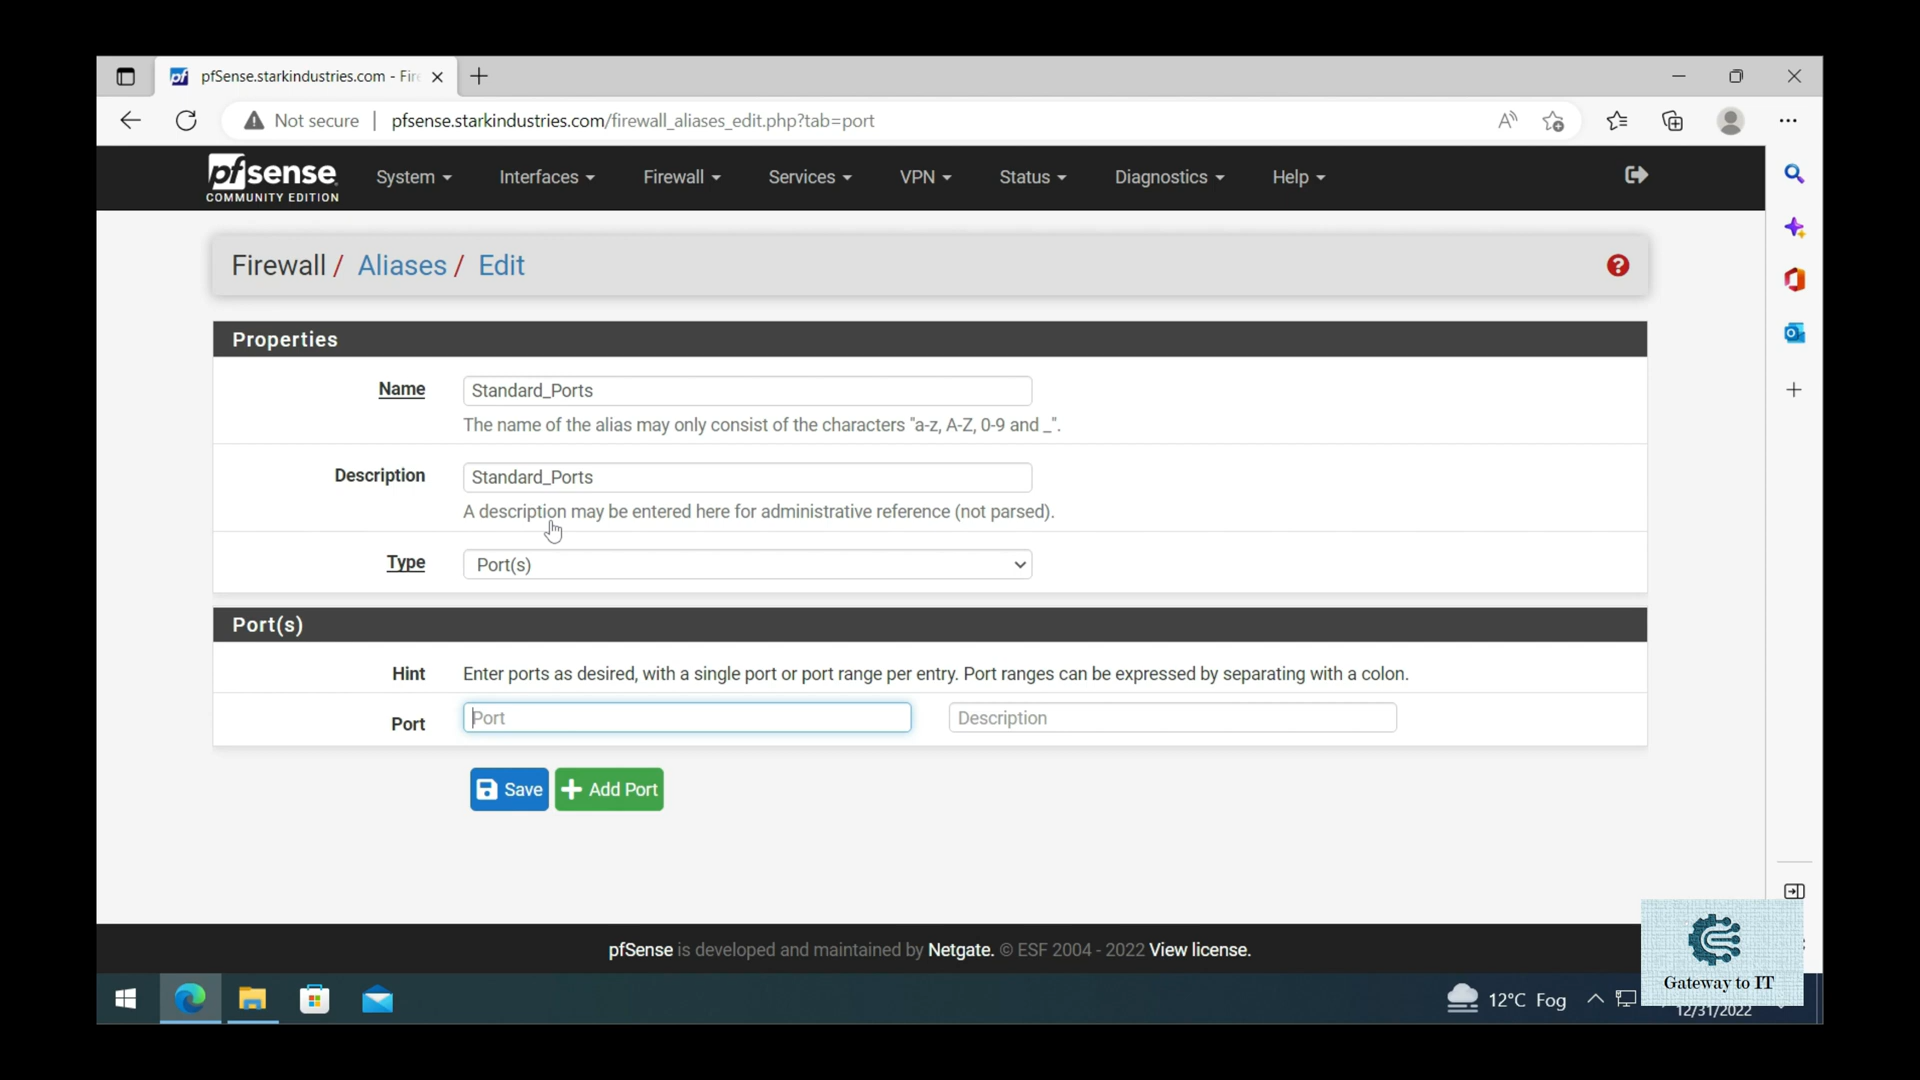 pfSense.starkindustries.com - Fire
Not secure | pfsense.starkindustries.com/firewall_aliases_edit.php?tab=port
pfsense
COMMUNITY EDITION
System Interfaces Firewall Services VPN Status Diagnostics Help
Firewall / Aliases / Edit
Properties
Name Standard_Ports
The name of the alias may only consist of the characters "a-z, A-Z, 0-9 and _".
Description Standard_Ports
A description may be entered here for administrative reference (not parsed).
Type Port(s)
Port(s)
Hint Enter ports as desired, with a single port or port range per entry. Port ranges can be expressed by separating with a colon.
Port Port Description
Save + Add Port
pfSense is developed and maintained by Netgate. © ESF 2004 - 2022 View license.
Gateway to IT
12°C Fog
12/31/2022